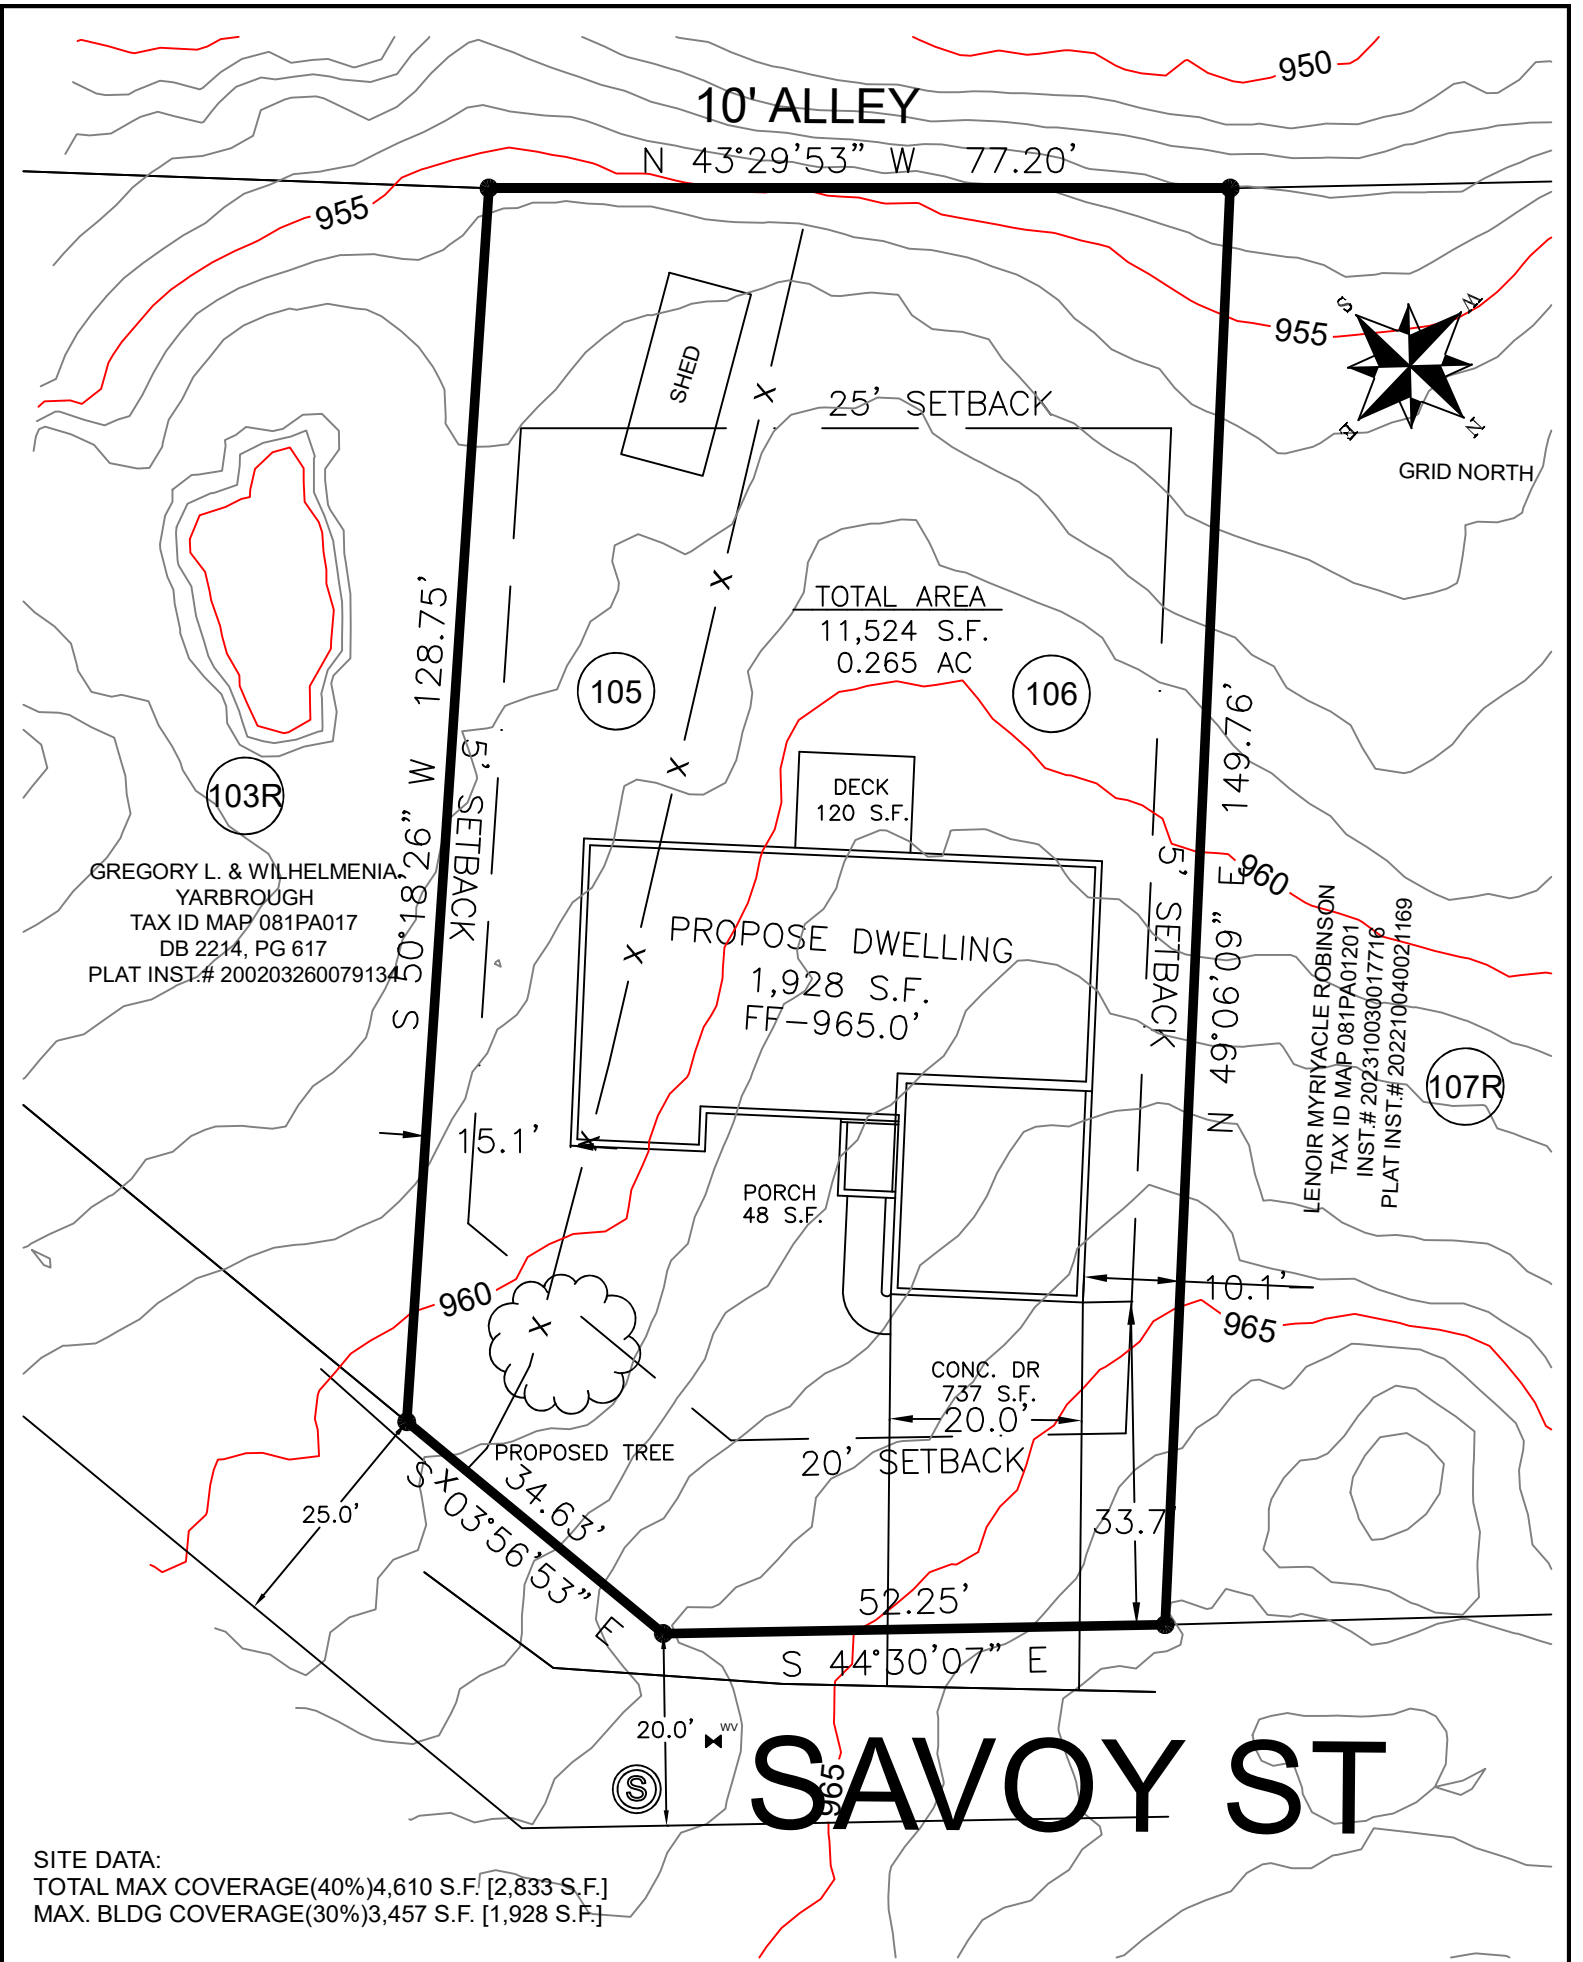 950
10' ALLEY
N 43°29'53" W 77.20'
955
955
S
W
E
N
GRID NORTH
SHED
25' SETBACK
TOTAL AREA
11,524 S.F.
0.265 AC
105
106
128.75'
S 50°18'26" W
5' SETBACK
149.76'
N 49°06'09" E
5' SETBACK
103R
GREGORY L. & WILHELMENIA
YARBROUGH
TAX ID MAP 081PA017
DB 2214, PG 617
PLAT INST.# 200203260079134
DECK
120 S.F.
960
PROPOSE DWELLING
1,928 S.F.
FF-965.0'
LENOIR MYRIYACLE ROBINSON
TAX ID MAP 081PA01201
INST.# 202310030017716
PLAT INST.# 202210040021169
107R
15.1'
PORCH
48 S.F.
960
10.1'
965
CONC. DR
737 S.F.
20.0'
20' SETBACK
PROPOSED TREE
34.63'
S 03°56'53" E
25.0'
33.7'
52.25'
S 44°30'07" E
20.0'
WV
S
965
SAVOY ST
X
X
X
X
X
X
X
X
SITE DATA:
TOTAL MAX COVERAGE(40%)4,610 S.F. [2,833 S.F.]
MAX. BLDG COVERAGE(30%)3,457 S.F. [1,928 S.F.]